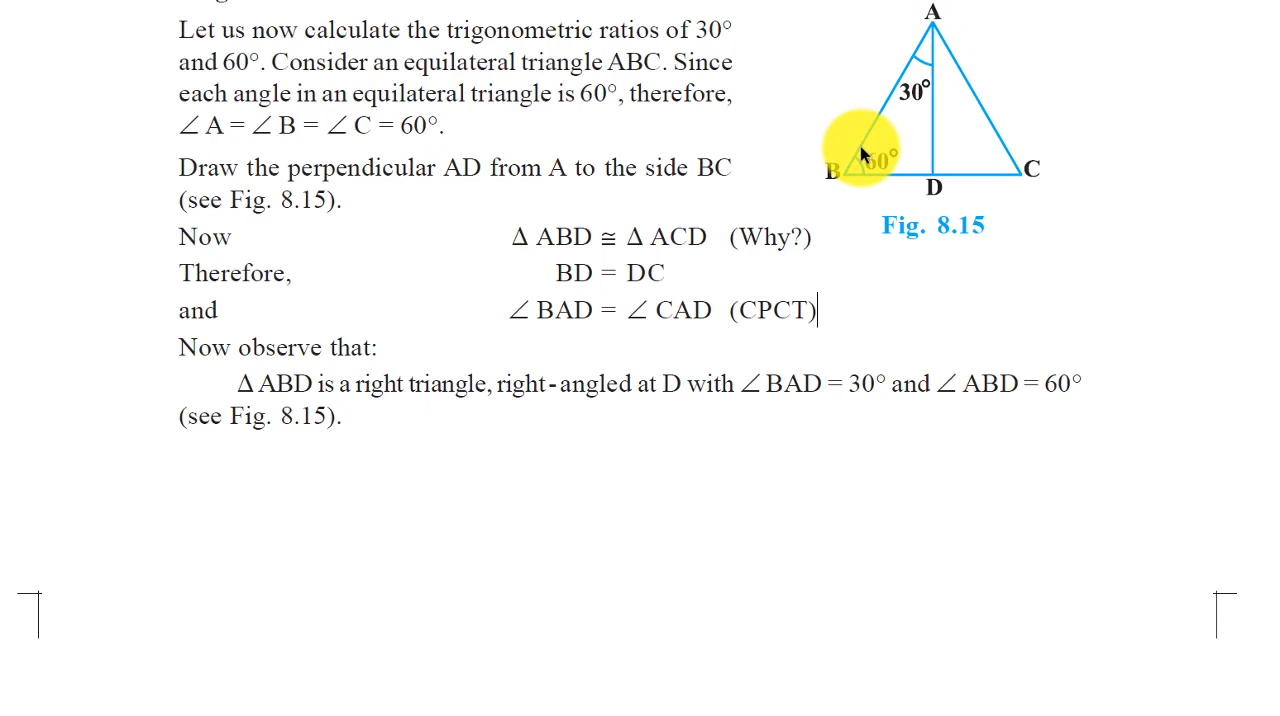 Let us now calculate the trigonometric ratios of 30°
and 60°. Consider an equilateral triangle ABC. Since
each angle in an equilateral triangle is 60°, therefore,
∠ A = ∠ B = ∠ C = 60°.
Draw the perpendicular AD from A to the side BC
(see Fig. 8.15).
A
30°
B
60°
C
D
Fig. 8.15
Now Δ ABD ≅ Δ ACD (Why?)
Therefore, BD = DC
and ∠ BAD = ∠ CAD (CPCT)
Now observe that:
Δ ABD is a right triangle, right-angled at D with ∠ BAD = 30° and ∠ ABD = 60°
(see Fig. 8.15).